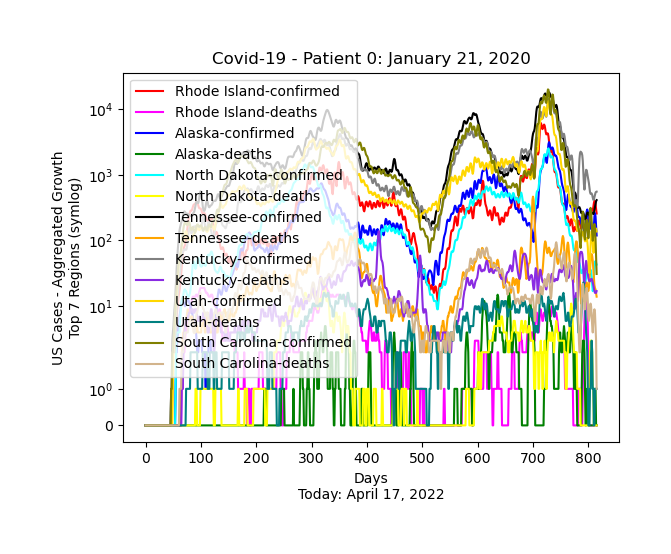 Covid-19 - Patient 0: January 21, 2020
US Cases - Aggregated Growth
Top 7 Regions (symlog)
10^4
10^3
10^2
10^1
10^0
0
Rhode Island-confirmed
Rhode Island-deaths
Alaska-confirmed
Alaska-deaths
North Dakota-confirmed
North Dakota-deaths
Tennessee-confirmed
Tennessee-deaths
Kentucky-confirmed
Kentucky-deaths
Utah-confirmed
Utah-deaths
South Carolina-confirmed
South Carolina-deaths
0 100 200 300 400 500 600 700 800
Days
Today: April 17, 2022